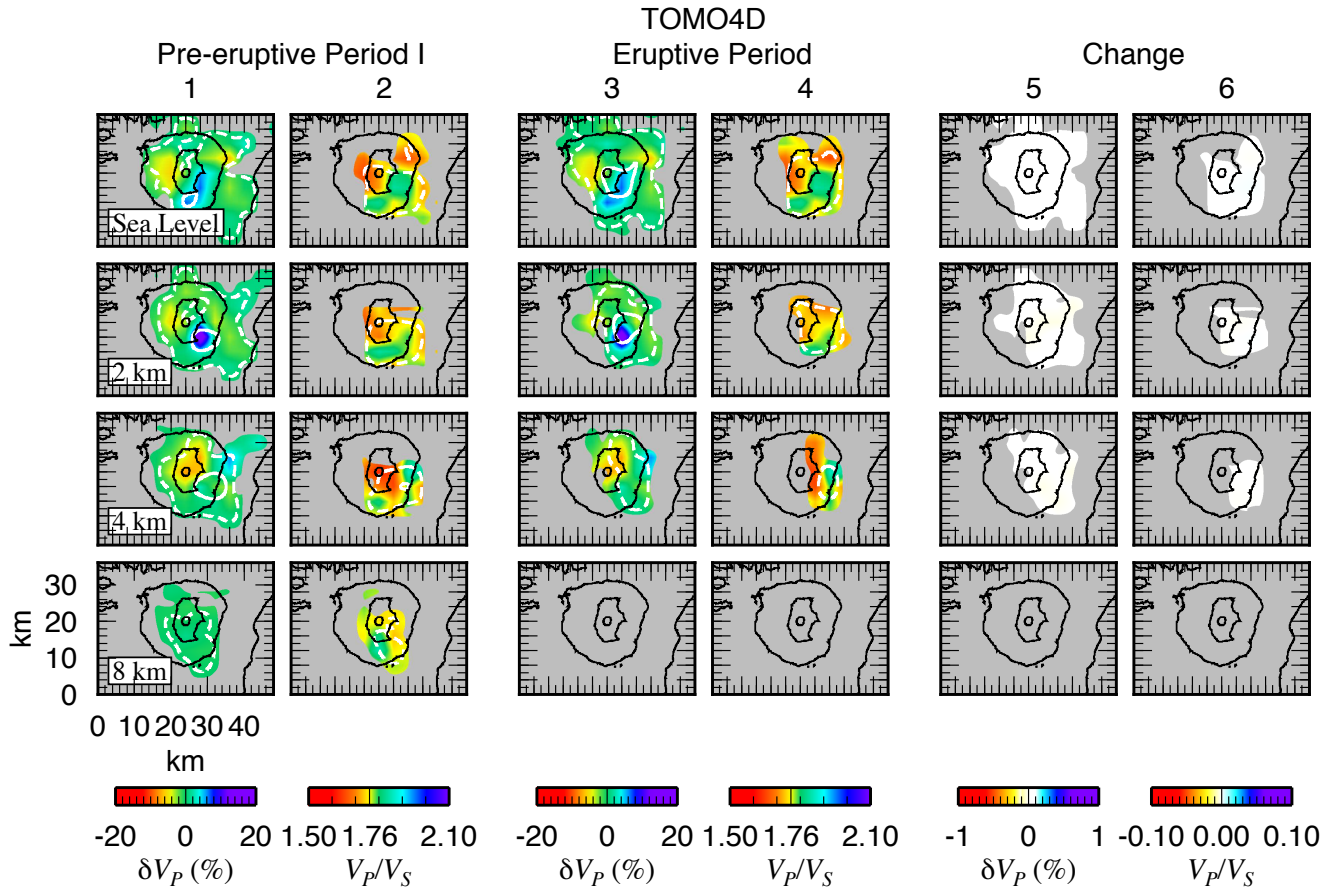 TOMO4D
Pre-eruptive Period I Eruptive Period Change
1 2 3 4 5 6
Sea Level
2 km
4 km
8 km
km
30
20
10
0
0 10 20 30 40
km
-20 0 20 1.50 1.76 2.10 -20 0 20 1.50 1.76 2.10 -1 0 1 -0.10 0.00 0.10
δV_P (%) V_P/V_S δV_P (%) V_P/V_S δV_P (%) V_P/V_S